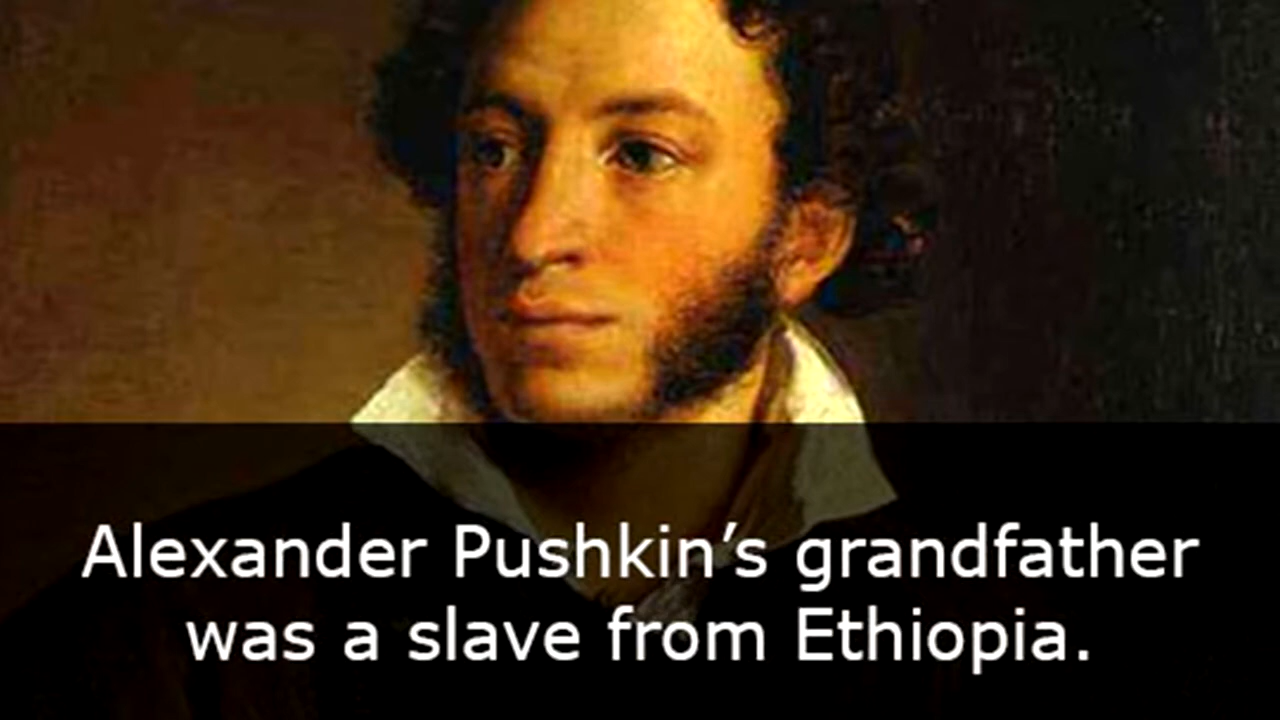 Alexander Pushkin’s grandfather
was a slave from Ethiopia.